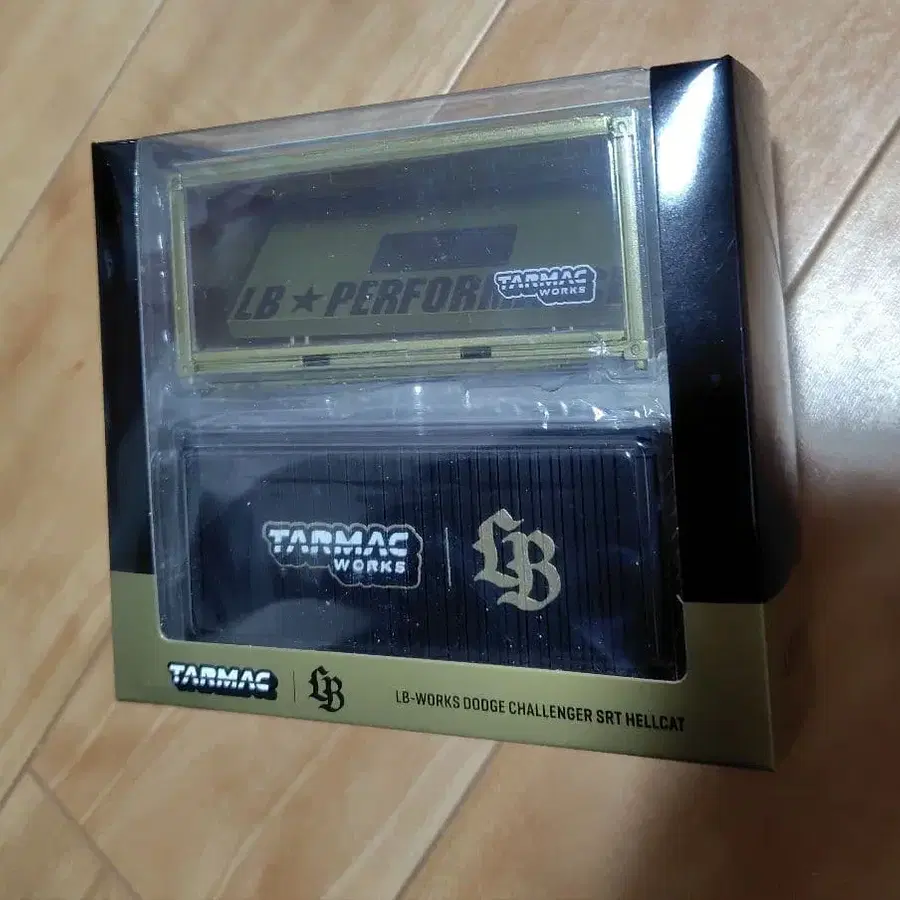 TARMAC
WORKS
LB★PERFORMANCE
TARMAC
WORKS
LB
TARMAC
LB
LB-WORKS DODGE CHALLENGER SRT HELLCAT